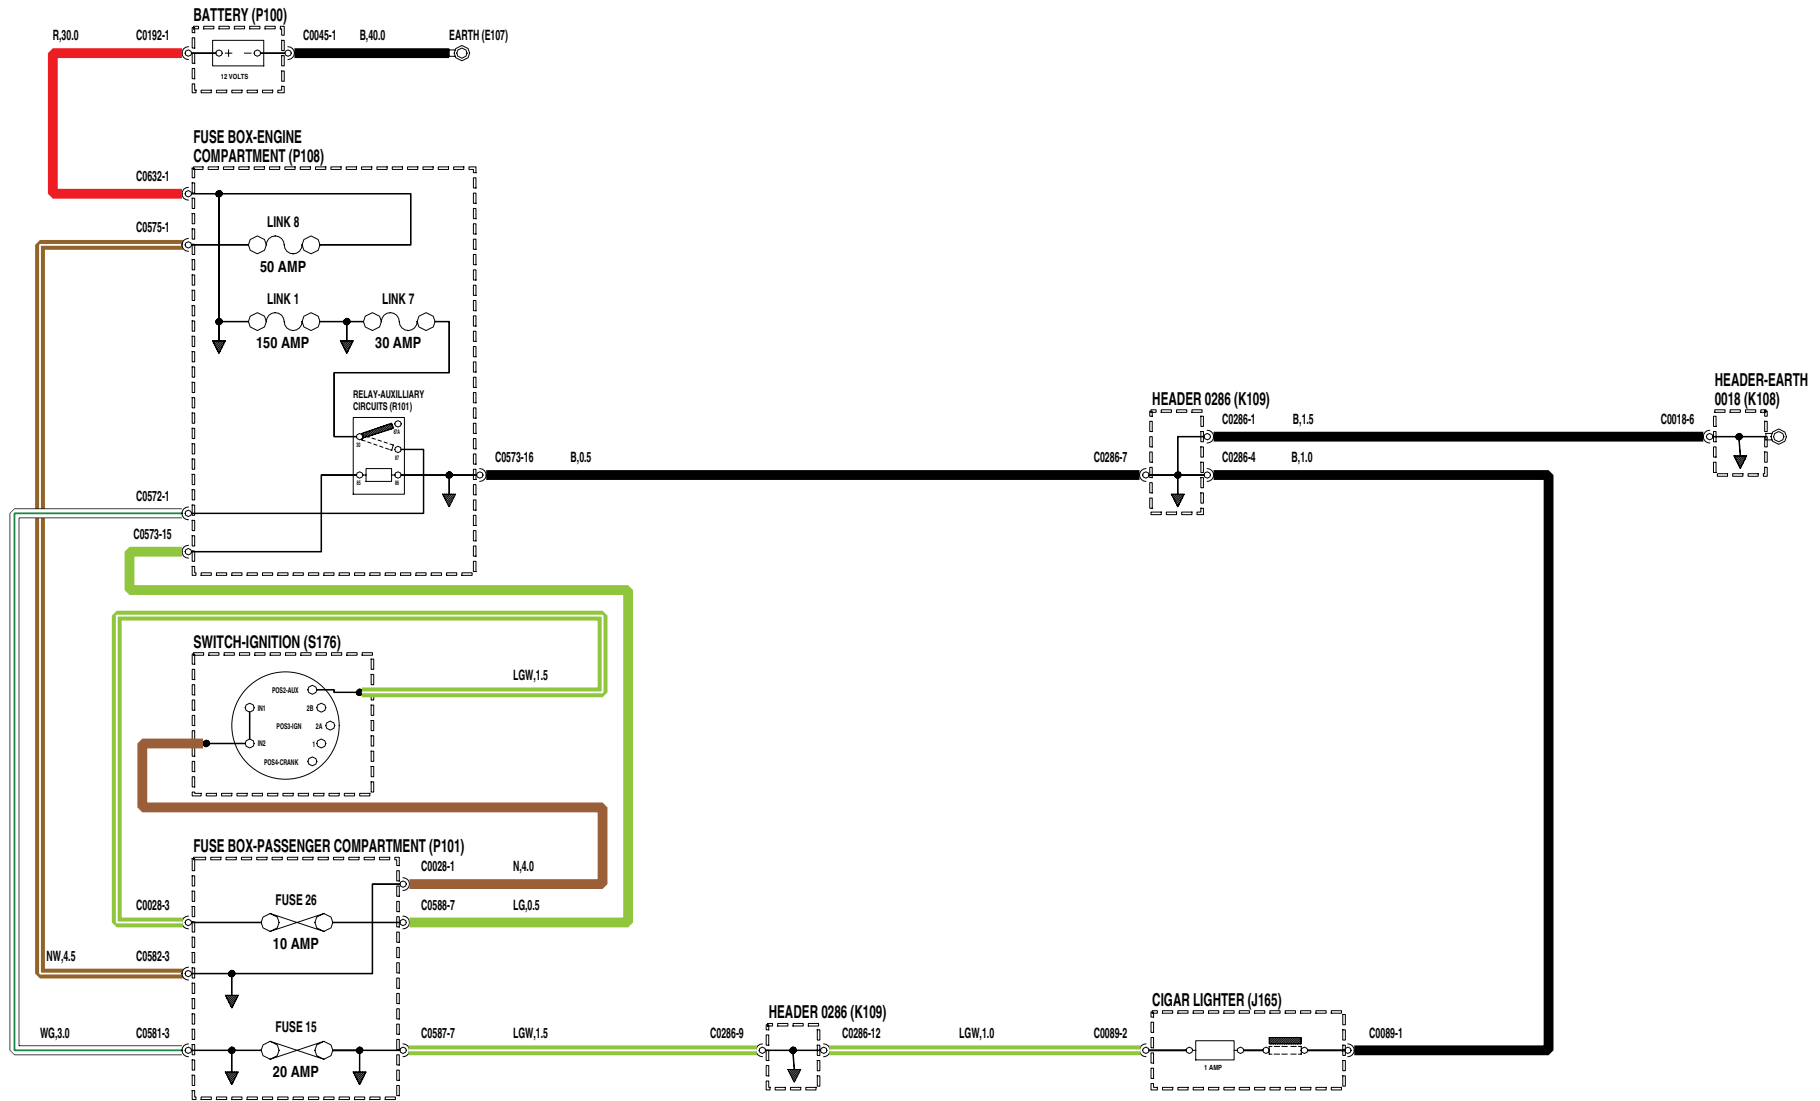 BATTERY (P100)
R,30.0
C0192-1
C0045-1
B,40.0
EARTH (E107)
+ −
12 VOLTS
FUSE BOX-ENGINE
COMPARTMENT (P108)
C0632-1
C0575-1
LINK 8
50 AMP
LINK 1
LINK 7
150 AMP
30 AMP
RELAY-AUXILLIARY
CIRCUITS (R101)
87A
30
87
85
86
C0572-1
C0573-15
C0573-16
B,0.5
C0286-7
HEADER 0286 (K109)
C0286-1
B,1.5
C0018-6
HEADER-EARTH
0018 (K108)
C0286-4
B,1.0
SWITCH-IGNITION (S176)
LGW,1.5
POS2-AUX
IN1
2B
POS3-IGN
2A
IN2
1
POS4-CRANK
FUSE BOX-PASSENGER COMPARTMENT (P101)
C0028-1
N,4.0
C0028-3
FUSE 26
C0588-7
LG,0.5
10 AMP
NW,4.5
C0582-3
WG,3.0
C0581-3
FUSE 15
20 AMP
C0587-7
LGW,1.5
C0286-9
HEADER 0286 (K109)
C0286-12
LGW,1.0
C0089-2
CIGAR LIGHTER (J165)
1 AMP
C0089-1